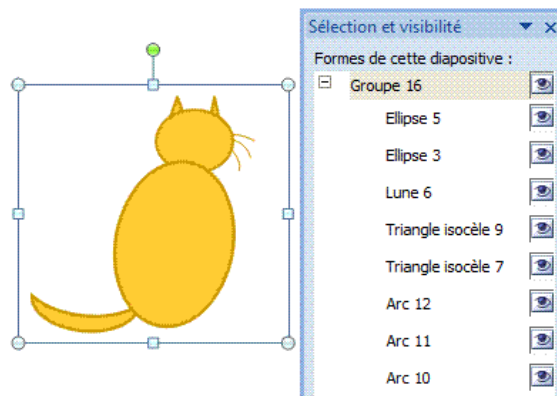 Sélection et visibilité
Formes de cette diapositive :
Groupe 16
Ellipse 5
Ellipse 3
Lune 6
Triangle isocèle 9
Triangle isocèle 7
Arc 12
Arc 11
Arc 10